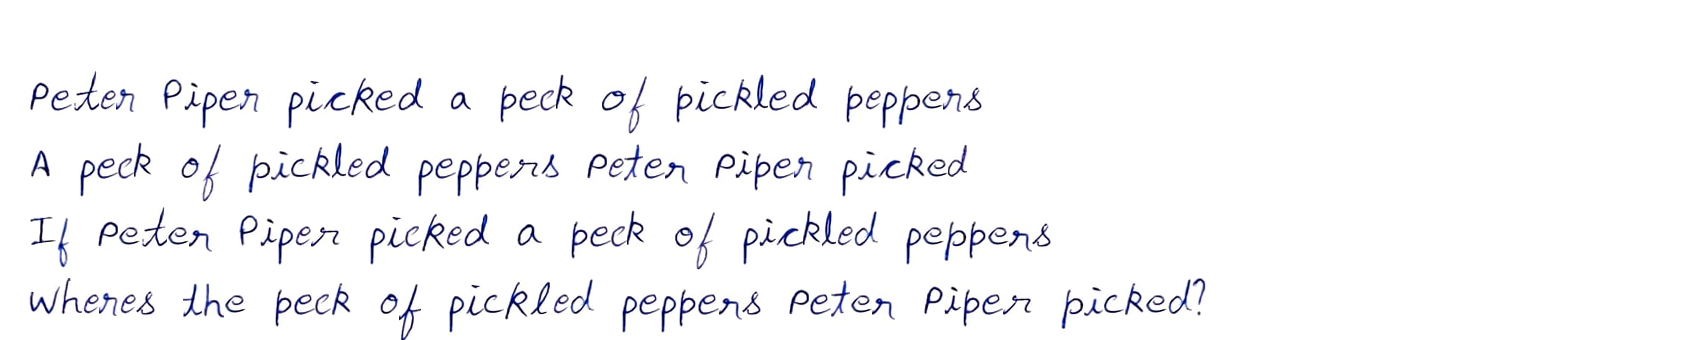 Peter Piper picked a peck of pickled peppers
A peck of pickled peppers Peter Piper picked
If Peter Piper picked a peck of pickled peppers
Wheres the peck of pickled peppers Peter Piper picked?